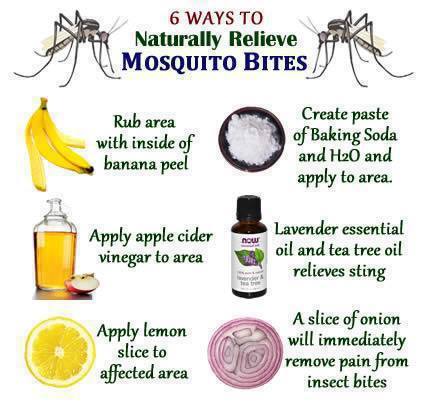 6 WAYS TO
Naturally Relieve
MOSQUITO BITES
Rub area
with inside of
banana peel
Create paste
of Baking Soda
and H2O and
apply to area.
Apply apple cider
vinegar to area
now
lavender &
tea tree
Lavender essential
oil and tea tree oil
relieves sting
Apply lemon
slice to
affected area
A slice of onion
will immediately
remove pain from
insect bites